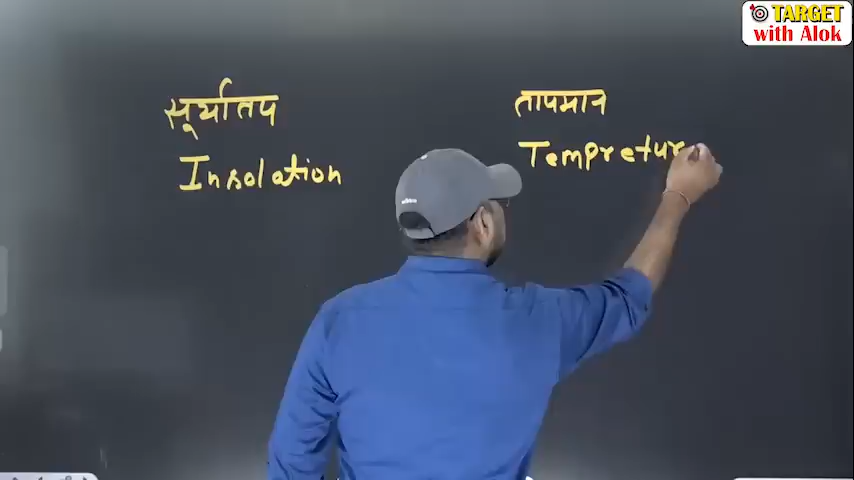 TARGET
with Alok
सूर्यातप
Insolation
तापमान
Tempretur